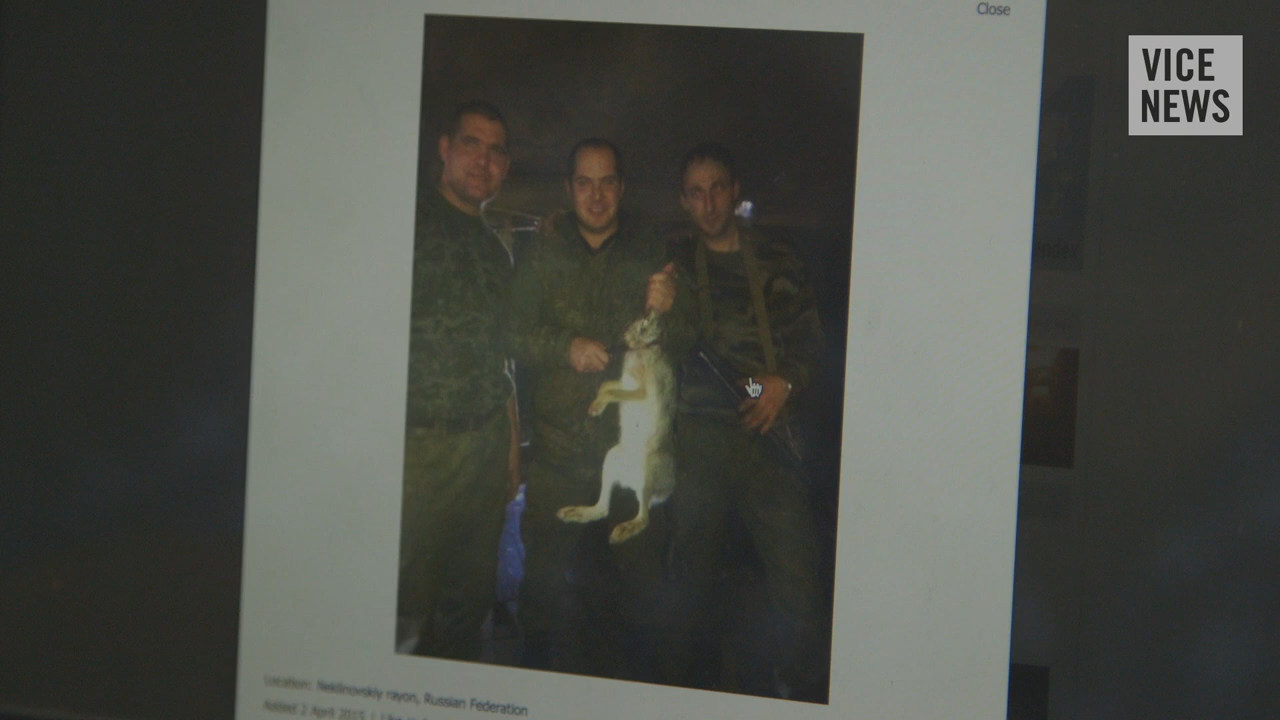 Close
VICE
NEWS
Location: Neklinovskiy rayon, Russian Federation
Added 2 April 2015 |